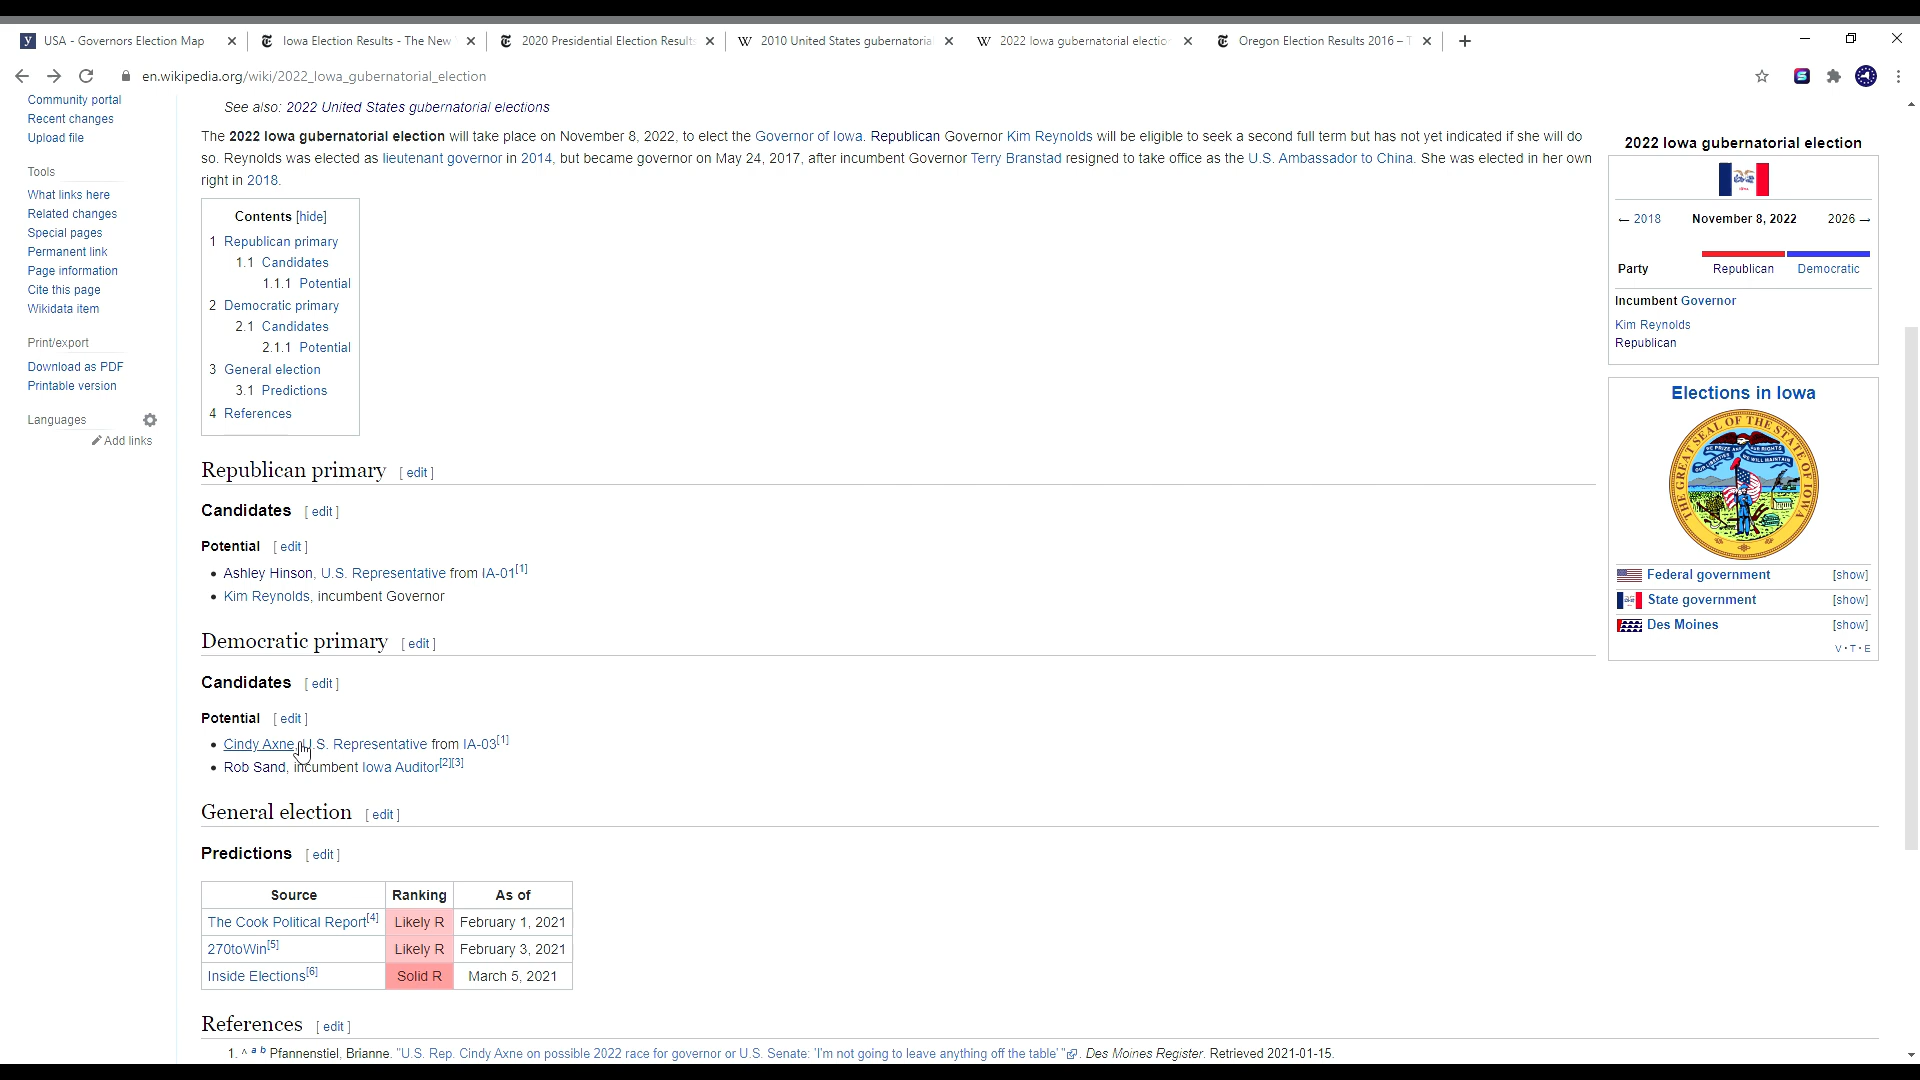 USA - Governors Election Map
Iowa Election Results - The New
2020 Presidential Election Results
2010 United States gubernatoria
2022 Iowa gubernatorial electio
Oregon Election Results 2016 – T
en.wikipedia.org/wiki/2022_Iowa_gubernatorial_election
Community portal
Recent changes
Upload file
Tools
What links here
Related changes
Special pages
Permanent link
Page information
Cite this page
Wikidata item
Print/export
Download as PDF
Printable version
Languages
Add links
See also: 2022 United States gubernatorial elections
The 2022 Iowa gubernatorial election will take place on November 8, 2022, to elect the Governor of Iowa. Republican Governor Kim Reynolds will be eligible to seek a second full term but has not yet indicated if she will do
so. Reynolds was elected as lieutenant governor in 2014, but became governor on May 24, 2017, after incumbent Governor Terry Branstad resigned to take office as the U.S. Ambassador to China. She was elected in her own
right in 2018.
Contents [hide]
1 Republican primary
1.1 Candidates
1.1.1 Potential
2 Democratic primary
2.1 Candidates
2.1.1 Potential
3 General election
3.1 Predictions
4 References
Republican primary [ edit ]
Candidates [ edit ]
Potential [ edit ]
• Ashley Hinson, U.S. Representative from IA-01[1]
• Kim Reynolds, incumbent Governor
Democratic primary [ edit ]
Candidates [ edit ]
Potential [ edit ]
• Cindy Axne, U.S. Representative from IA-03[1]
• Rob Sand, incumbent Iowa Auditor[2][3]
General election [ edit ]
Predictions [ edit ]
Source Ranking As of
The Cook Political Report[4] Likely R February 1, 2021
270toWin[5] Likely R February 3, 2021
Inside Elections[6] Solid R March 5, 2021
References [ edit ]
1. ^ a b Pfannenstiel, Brianne. "U.S. Rep. Cindy Axne on possible 2022 race for governor or U.S. Senate: 'I'm not going to leave anything off the table'". Des Moines Register. Retrieved 2021-01-15.
2022 Iowa gubernatorial election
← 2018 November 8, 2022 2026 →
Party Republican Democratic
Incumbent Governor
Kim Reynolds
Republican
Elections in Iowa
THE GREAT SEAL OF THE STATE OF IOWA
Federal government [show]
State government [show]
Des Moines [show]
V • T • E